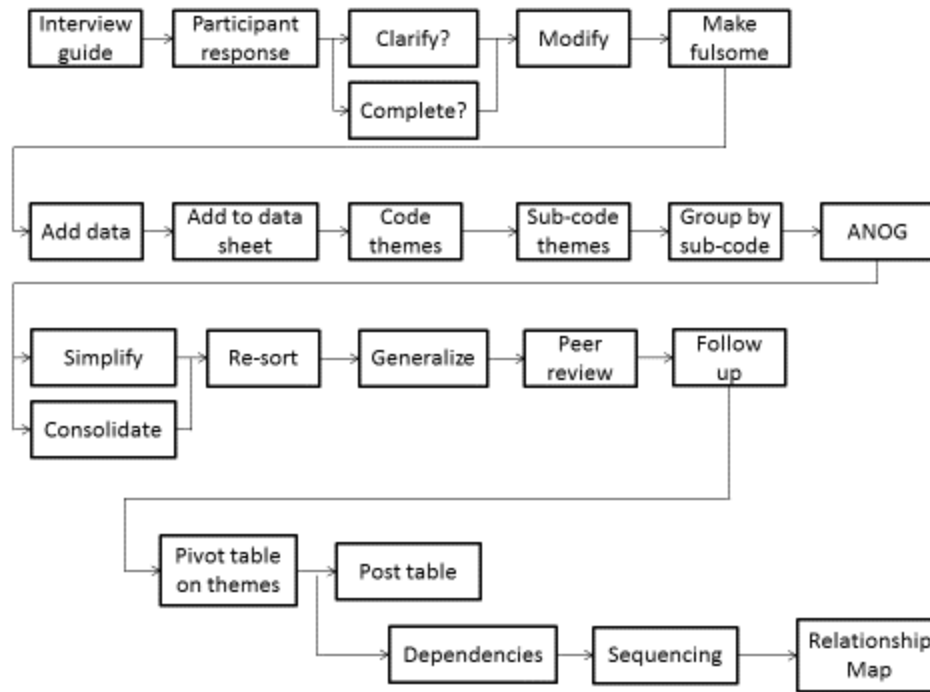 Interview
guide
Participant
response
Clarify?
Modify
Make
fulsome
Complete?
Add data
Add to data
sheet
Code
themes
Sub-code
themes
Group by
sub-code
ANOG
Simplify
Re-sort
Generalize
Peer
review
Follow
up
Consolidate
Pivot table
on themes
Post table
Dependencies
Sequencing
Relationship
Map